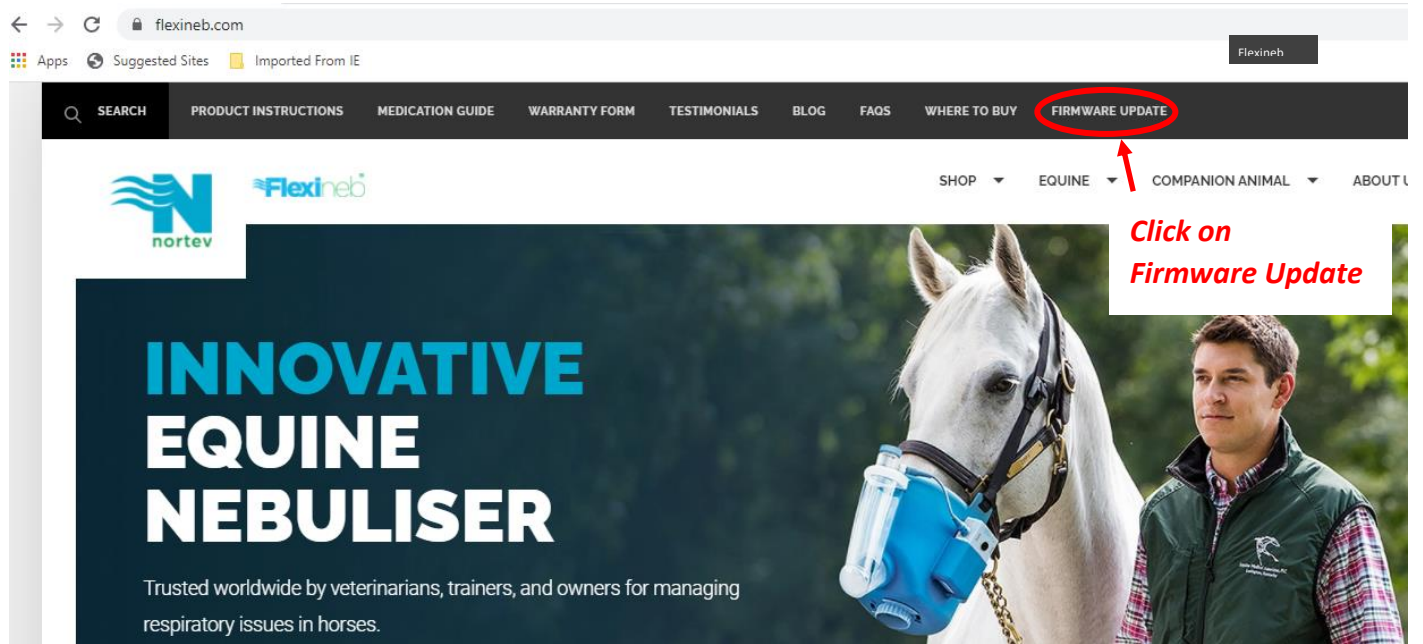 flexineb.com
Apps Suggested Sites Imported From IE
Flexineb
SEARCH PRODUCT INSTRUCTIONS MEDICATION GUIDE WARRANTY FORM TESTIMONIALS BLOG FAQS WHERE TO BUY FIRMWARE UPDATE
N
nortev
Flexineb
SHOP EQUINE COMPANION ANIMAL ABOUT U
Click on
Firmware Update
INNOVATIVE
EQUINE
NEBULISER
Trusted worldwide by veterinarians, trainers, and owners for managing
respiratory issues in horses.